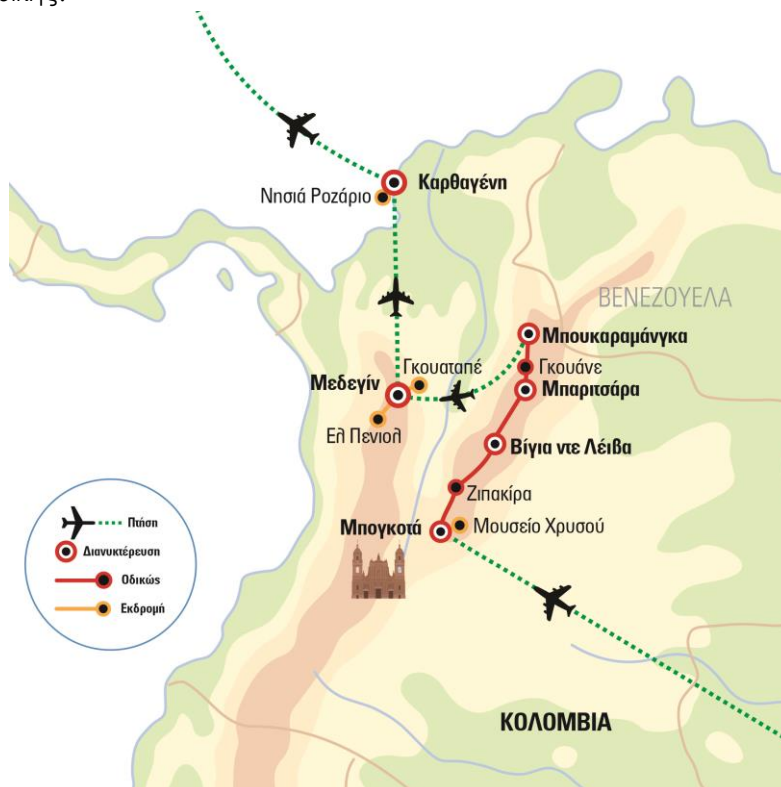 Καρθαγένη
Νησιά Ροζάριο
ΒΕΝΕΖΟΥΕΛΑ
Μπουκαραμάνγκα
Γκουαταπέ
Γκουάνε
Μεδεγίν
Μπαριτσάρα
Ελ Πενιολ
Βίγια ντε Λέιβα
Ζιπακίρα
Μπογκοτά
Μουσείο Χρυσού
Πτήση
Διανυκτέρευση
Οδικώς
Εκδρομή
ΚΟΛΟΜΒΙΑ